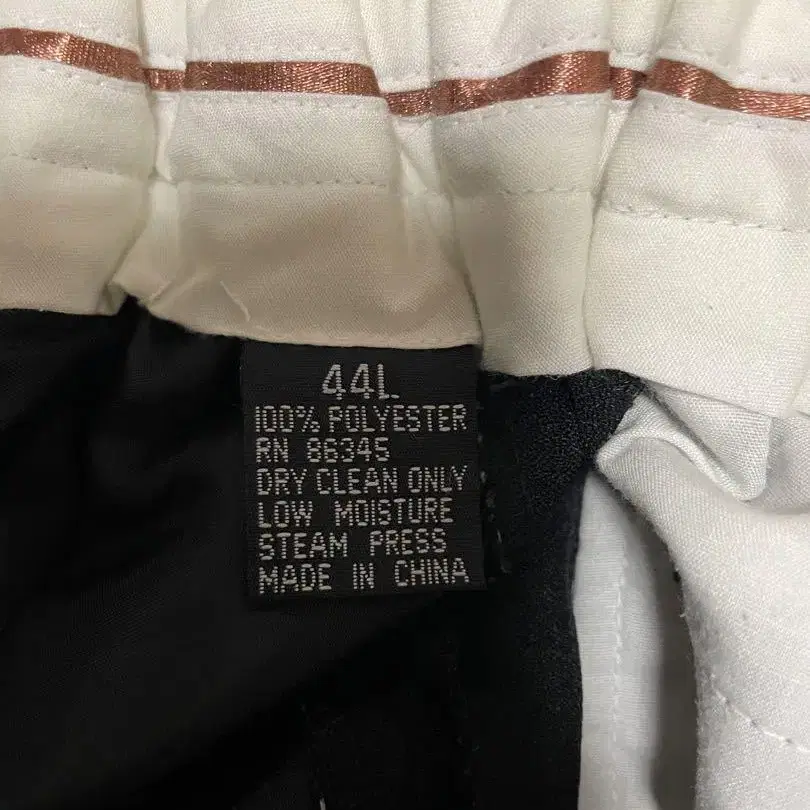 44L
100% POLYESTER
RN 86345
DRY CLEAN ONLY
LOW MOISTURE
STEAM PRESS
MADE IN CHINA